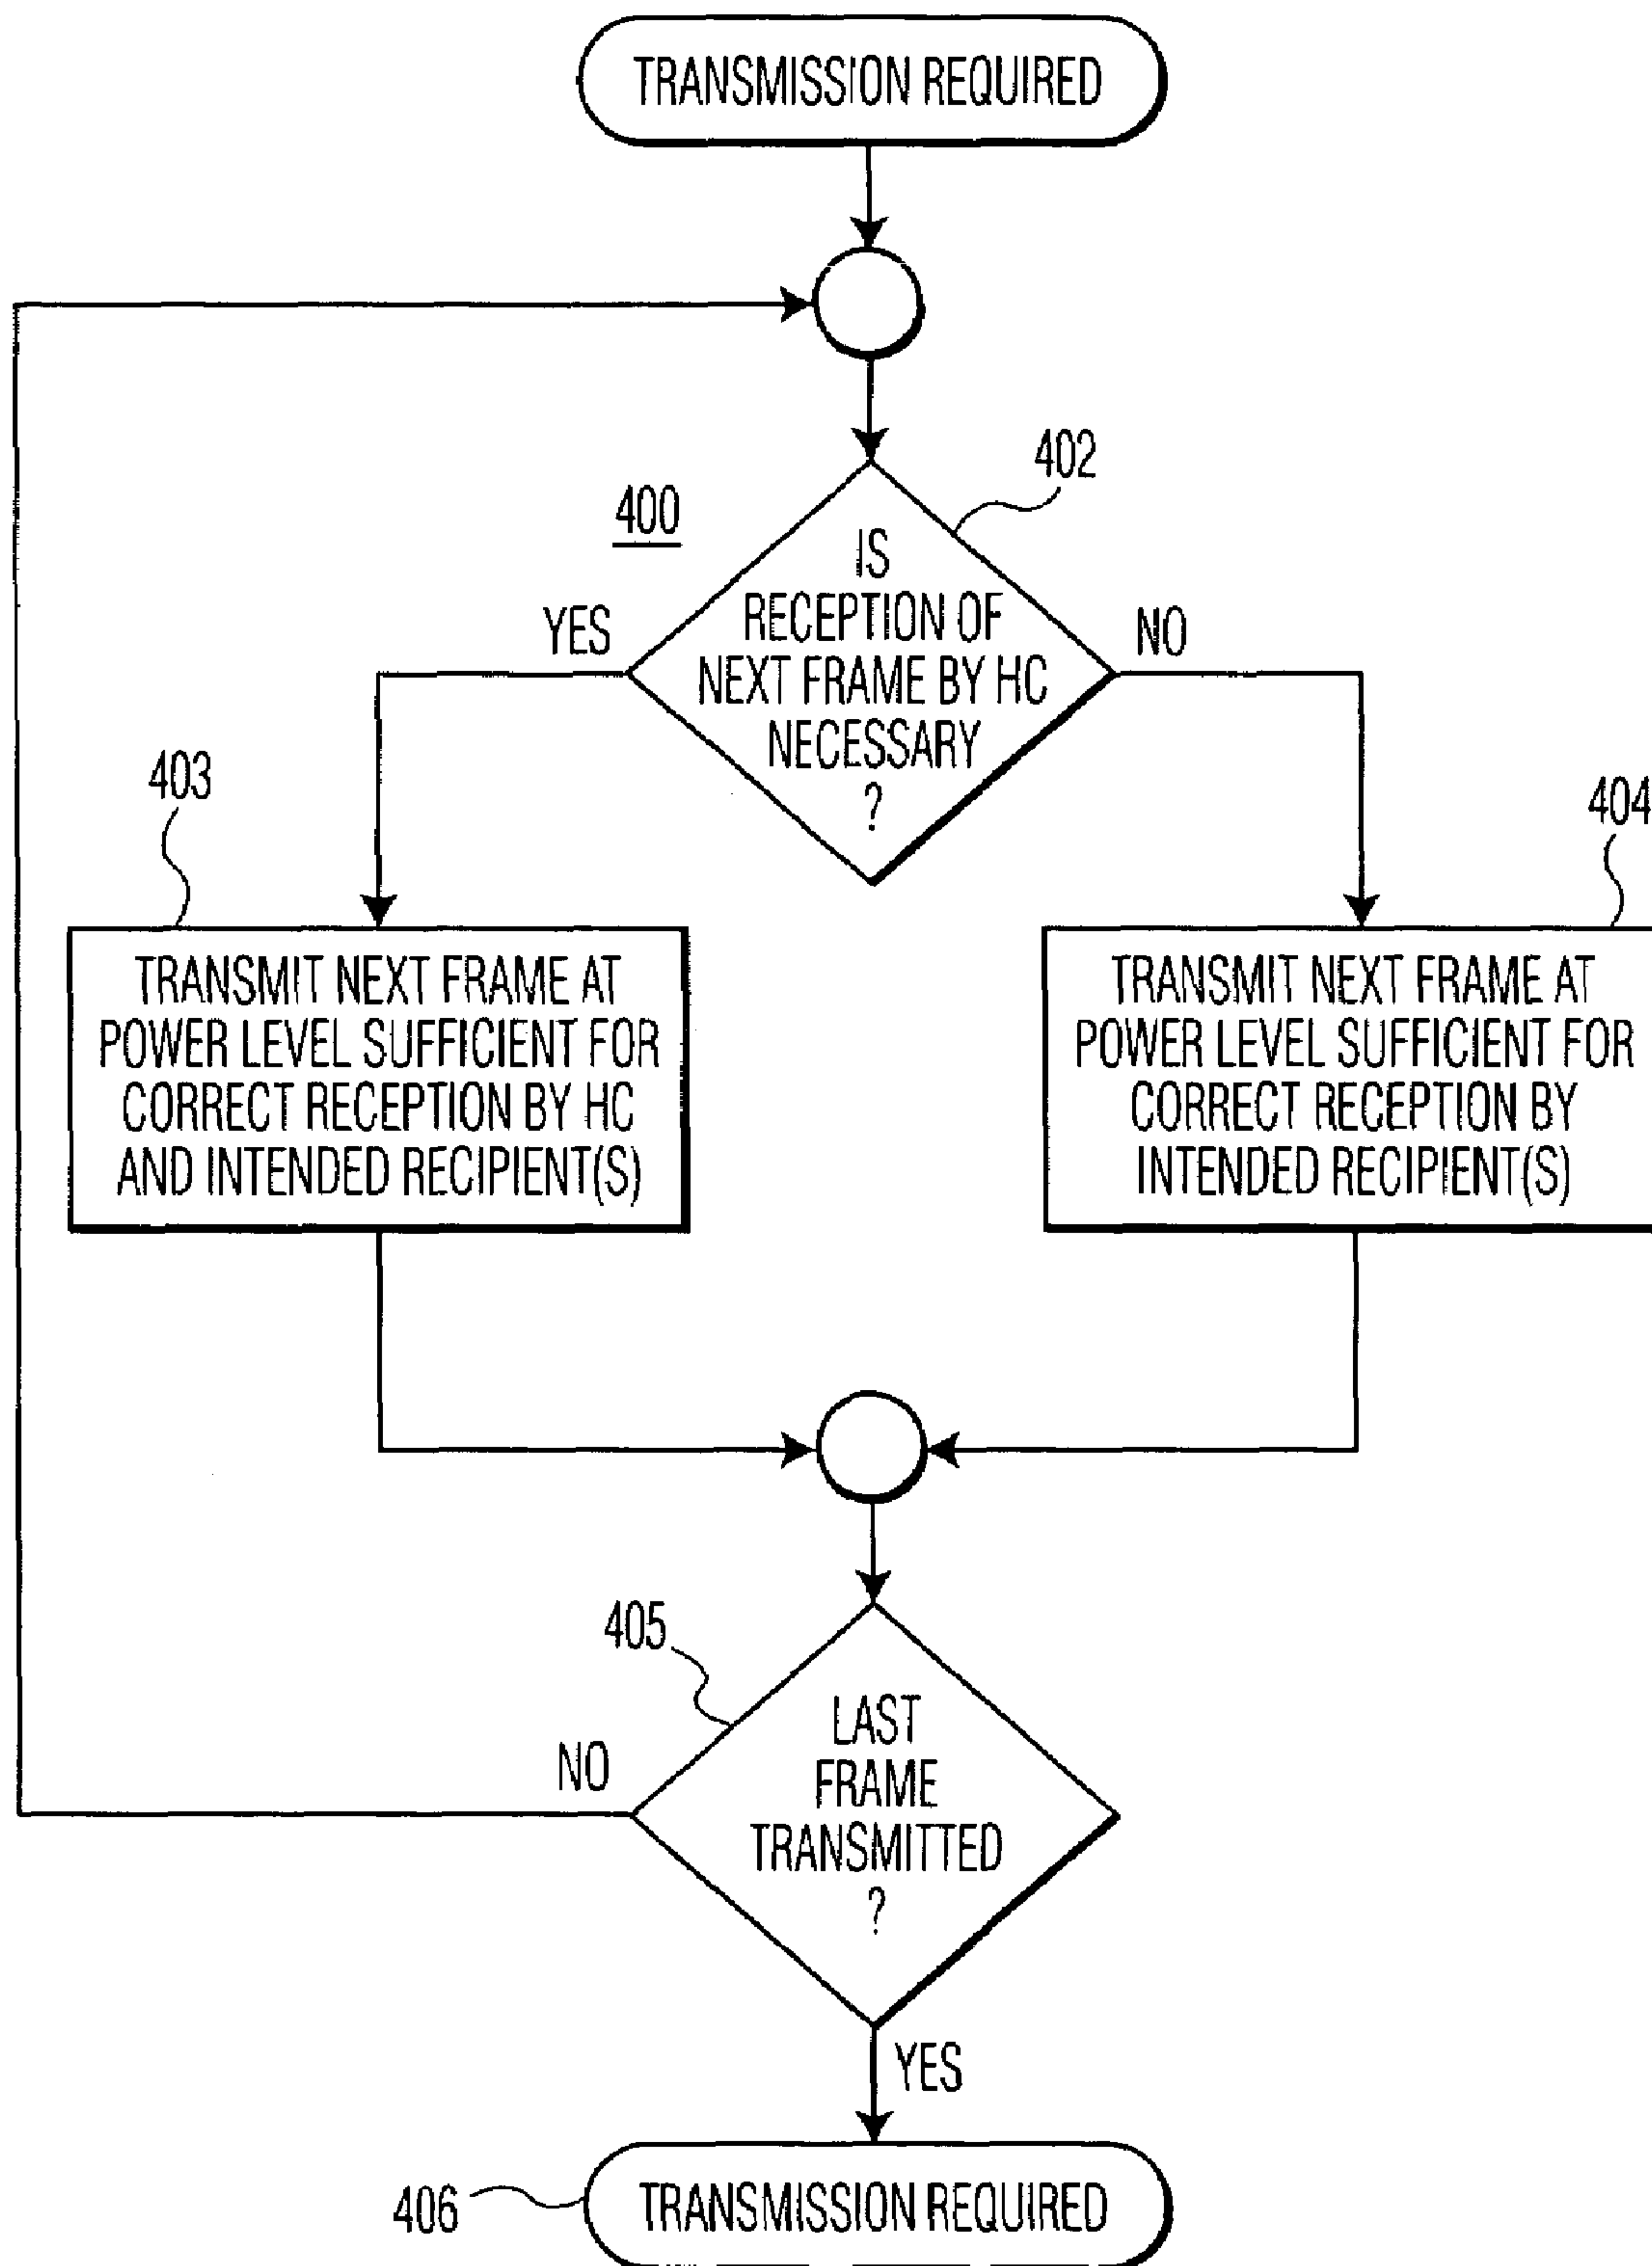 TRANSMISSION REQUIRED
402
400
IS
RECEPTION OF
NEXT FRAME BY HC
NECESSARY
?
YES
NO
403
404
TRANSMIT NEXT FRAME AT
POWER LEVEL SUFFICIENT FOR
CORRECT RECEPTION BY HC
AND INTENDED RECIPIENT(S)
TRANSMIT NEXT FRAME AT
POWER LEVEL SUFFICIENT FOR
CORRECT RECEPTION BY
INTENDED RECIPIENT(S)
405
LAST
FRAME
TRANSMITTED
?
NO
YES
406
TRANSMISSION REQUIRED